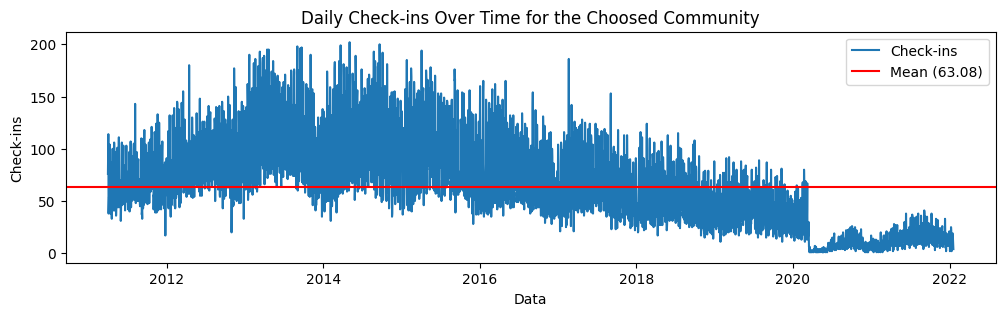 Daily Check-ins Over Time for the Choosed Community
Check-ins
Mean (63.08)
Check-ins
200
150
100
50
0
2012
2014
2016
2018
2020
2022
Data